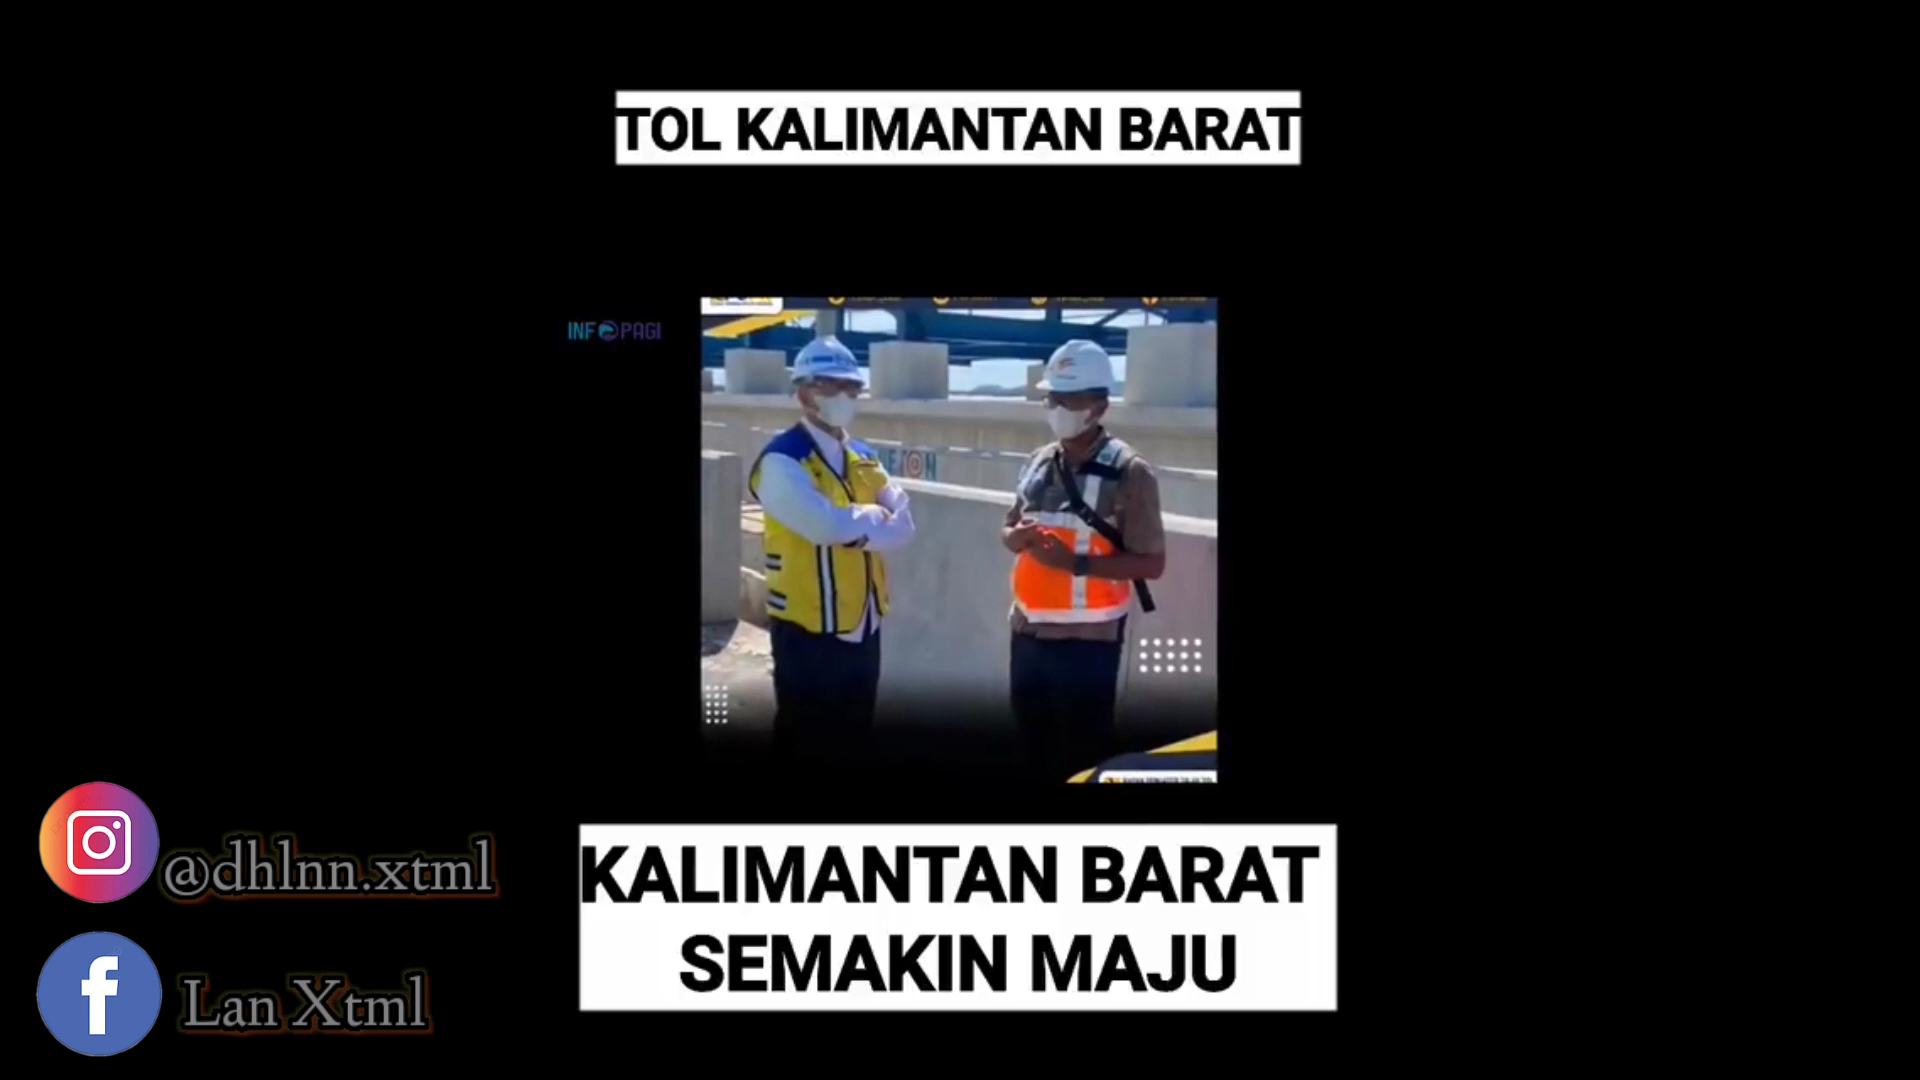 TOL KALIMANTAN BARAT
INFOPAGI
KALIMANTAN BARAT
SEMAKIN MAJU
@dhlnn.xtml
Lan Xtml